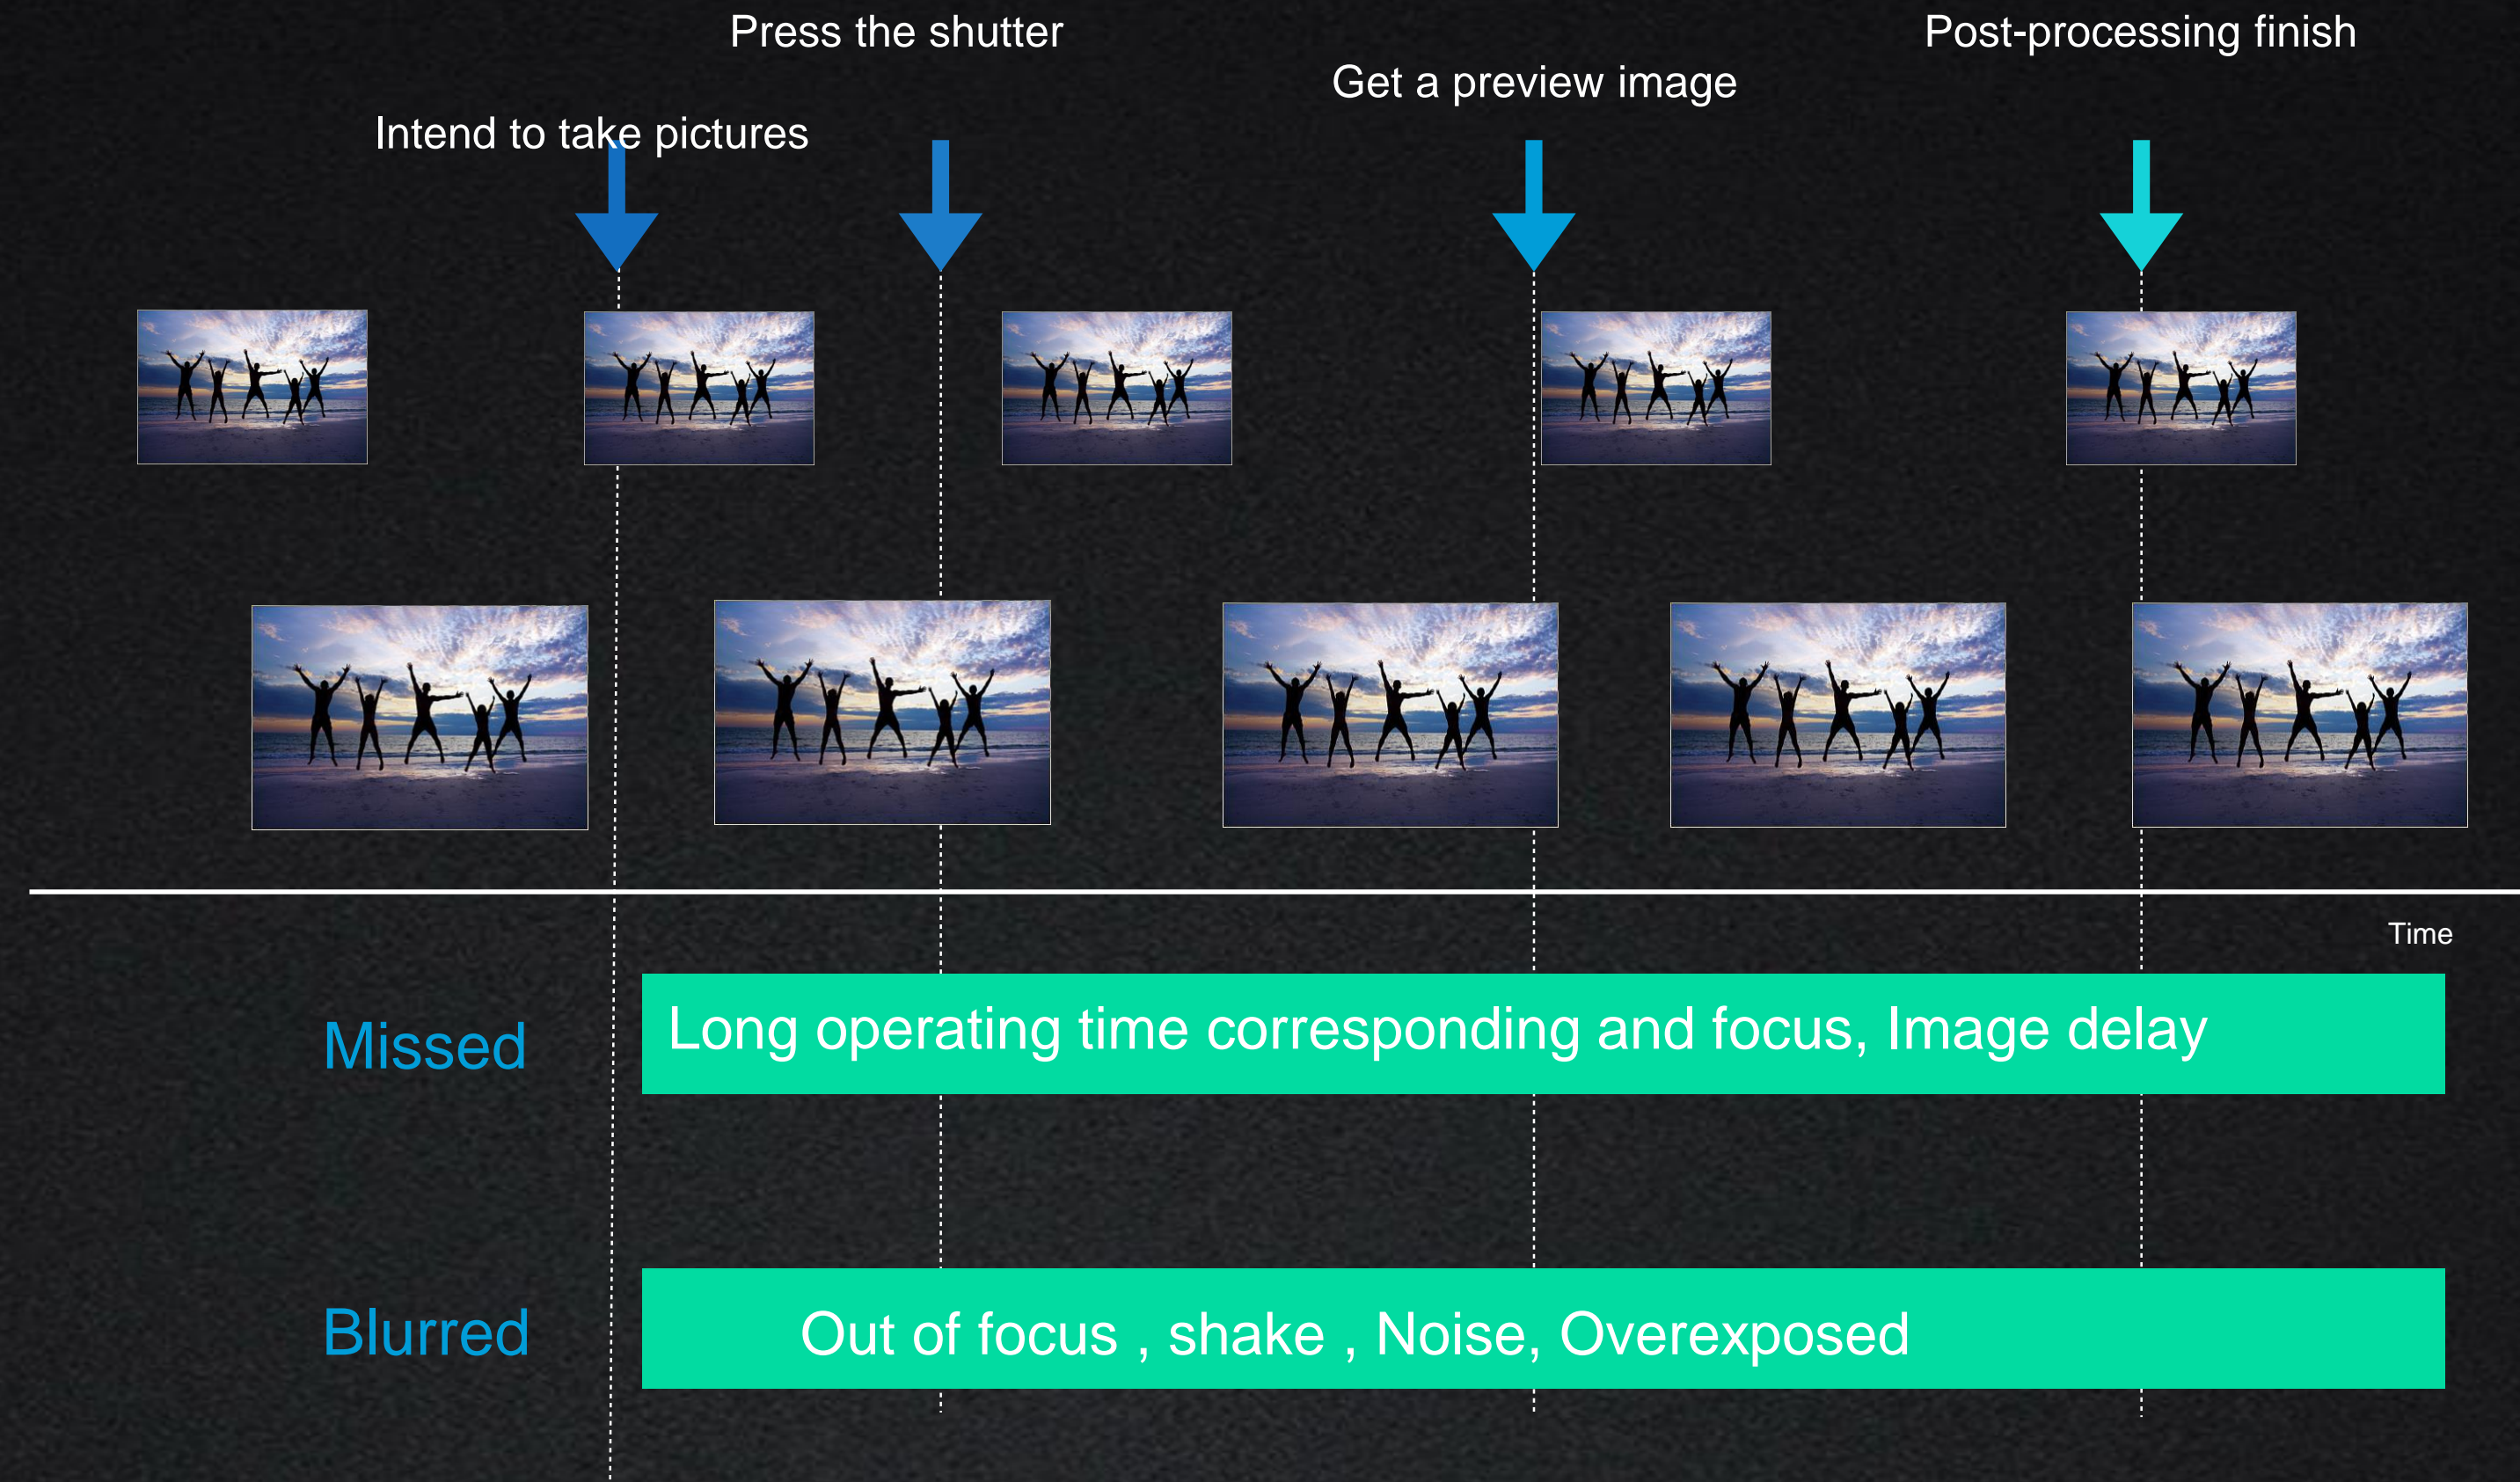 Press the shutter
Post-processing finish
Get a preview image
Intend to take pictures
Time
Missed
Long operating time corresponding and focus, Image delay
Blurred
Out of focus , shake , Noise, Overexposed